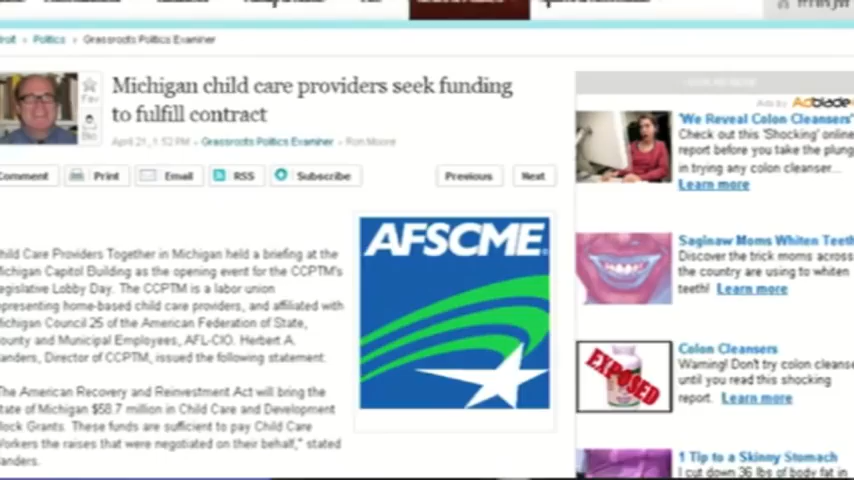 Politics › Grassroots Politics Examiner
Michigan child care providers seek funding
to fulfill contract
Fav
Bio
April 21, 1:52 PM · Grassroots Politics Examiner · Ron Moore
Comment Print Email RSS Subscribe Previous Next
hild Care Providers Together in Michigan held a briefing at the
Michigan Capitol Building as the opening event for the CCPTM's
egislative Lobby Day. The CCPTM is a labor union
epresenting home-based child care providers, and affiliated with
Michigan Council 25 of the American Federation of State,
ounty and Municipal Employees, AFL-CIO. Herbert A.
anders, Director of CCPTM, issued the following statement.
The American Recovery and Reinvestment Act will bring the
tate of Michigan $58.7 million in Child Care and Development
lock Grants. These funds are sufficient to pay Child Care
Workers the raises that were negotiated on their behalf," stated
anders.
AFSCME
Ads by Adblade
'We Reveal Colon Cleansers'
Check out this 'Shocking' online
report before you take the plung
in trying any colon cleanser...
Learn more
Saginaw Moms Whiten Teeth
Discover the trick moms across
the country are using to whiten
teeth! Learn more
EXPOSED
Colon Cleansers
Warning! Don't try colon cleanse
until you read this shocking
report. Learn more
1 Tip to a Skinny Stomach
I cut down 36 lbs of body fat in